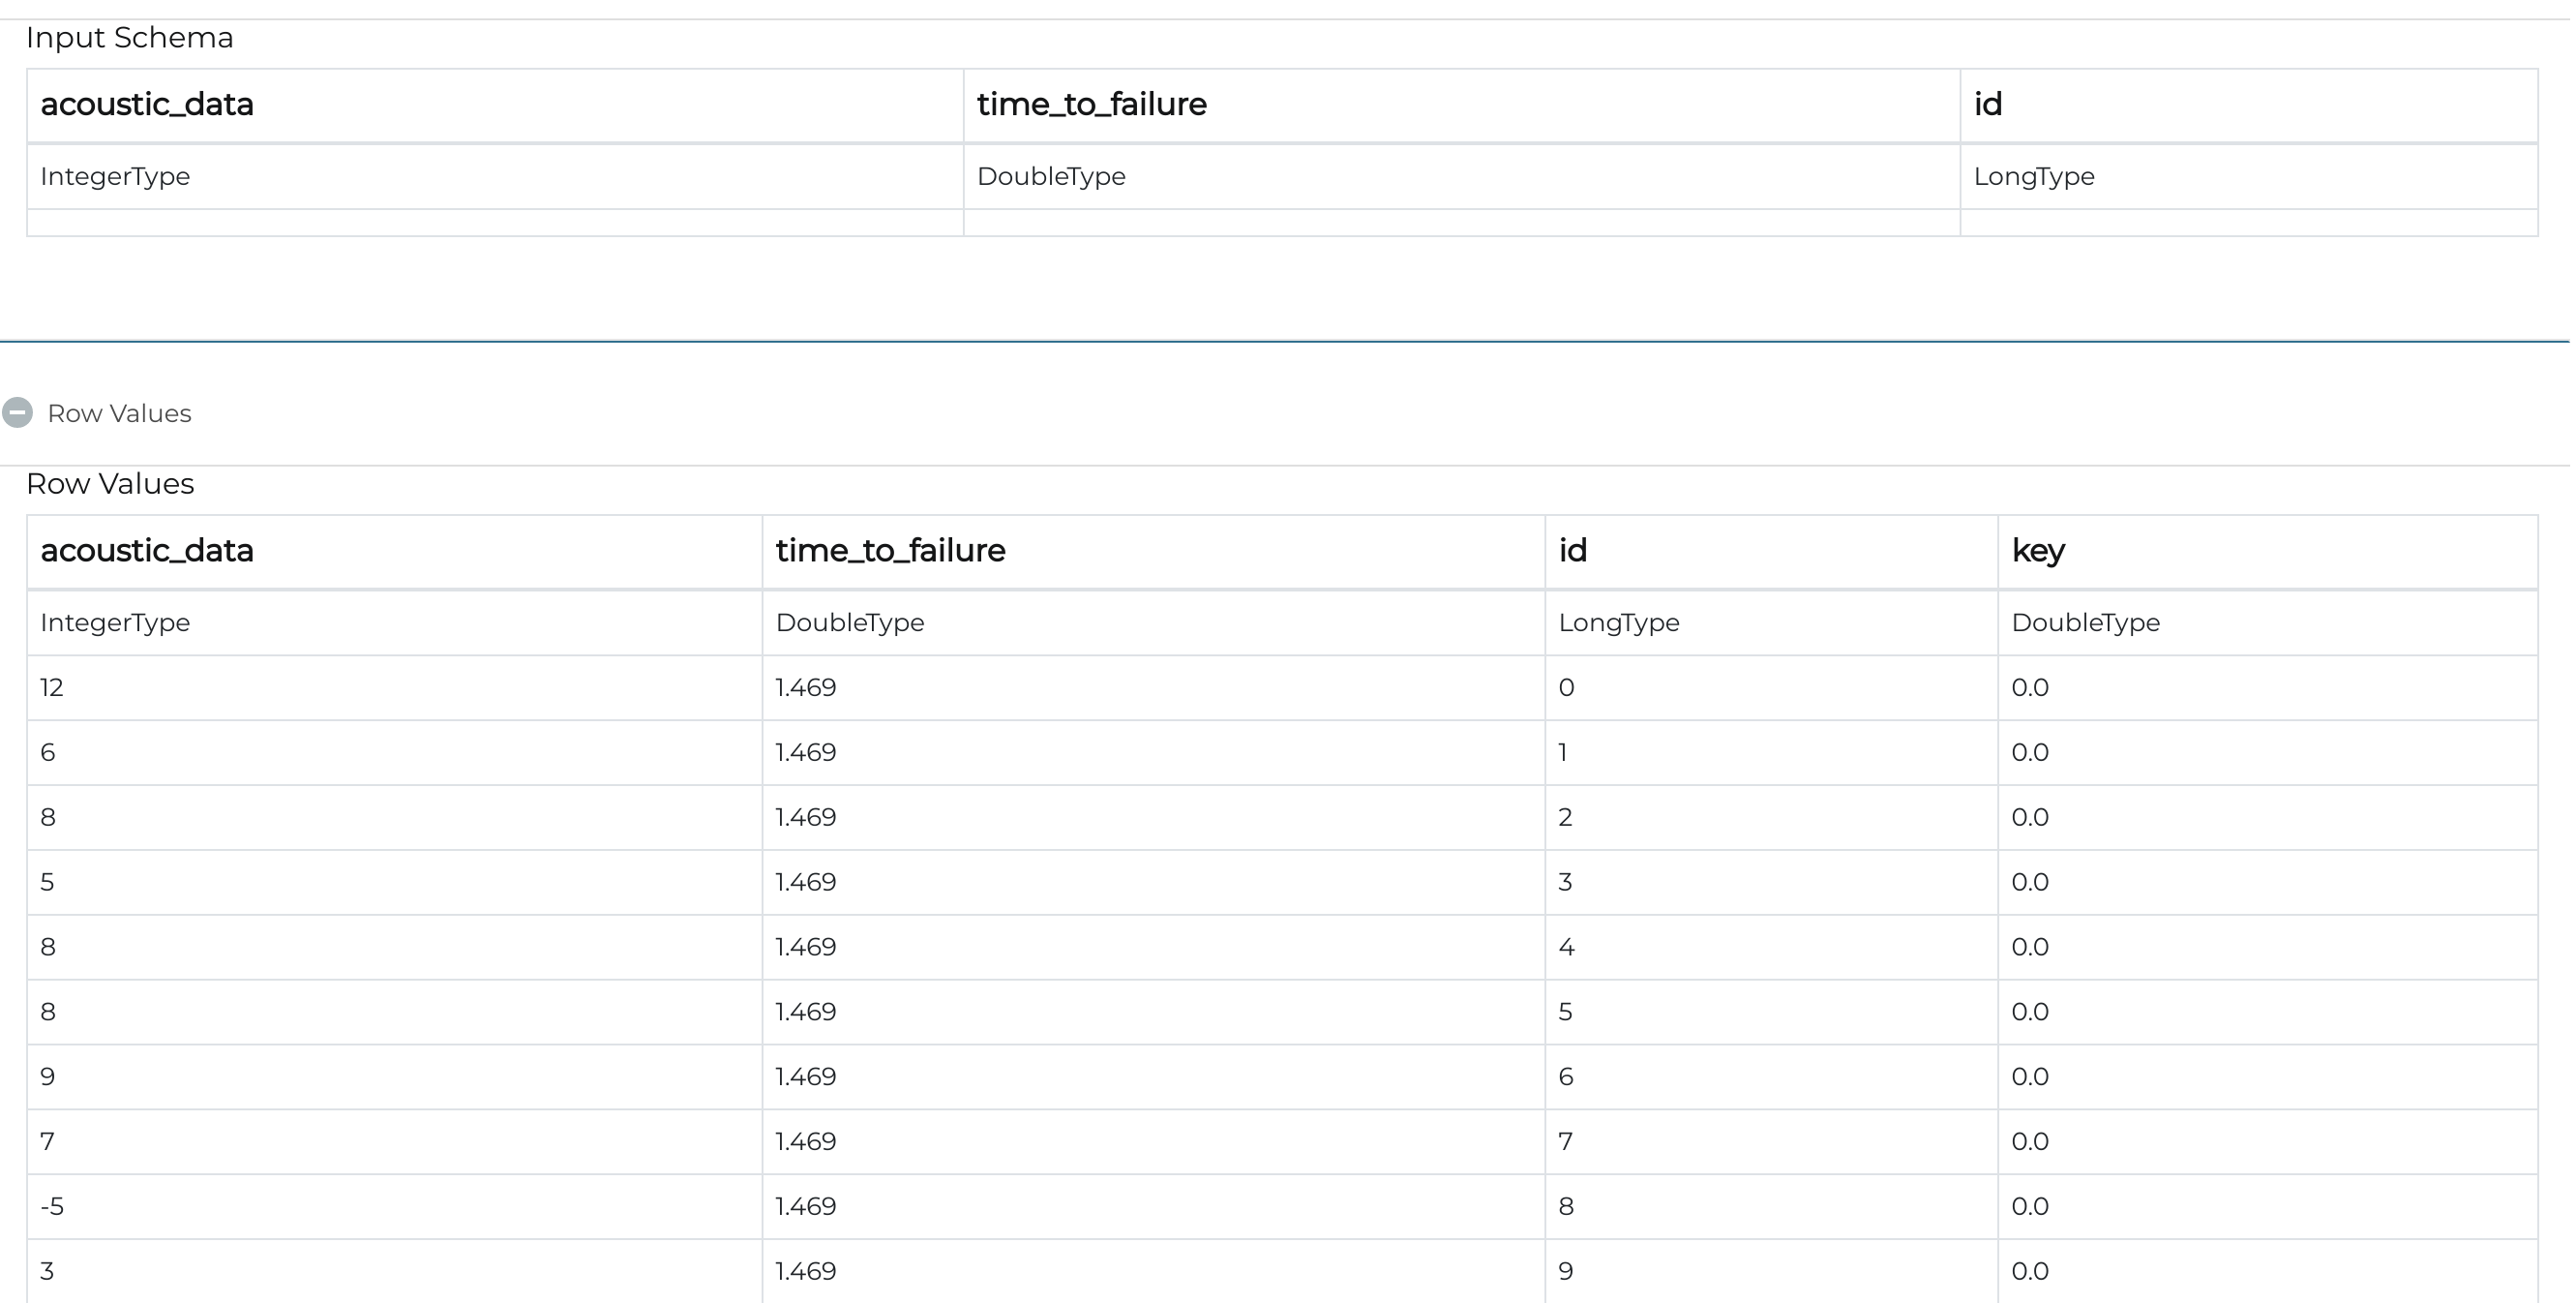 Input Schema
acoustic_data time_to_failure id
IntegerType DoubleType LongType
Row Values
Row Values
acoustic_data time_to_failure id key
IntegerType DoubleType LongType DoubleType
12 1.469 0 0.0
6 1.469 1 0.0
8 1.469 2 0.0
5 1.469 3 0.0
8 1.469 4 0.0
8 1.469 5 0.0
9 1.469 6 0.0
7 1.469 7 0.0
-5 1.469 8 0.0
3 1.469 9 0.0